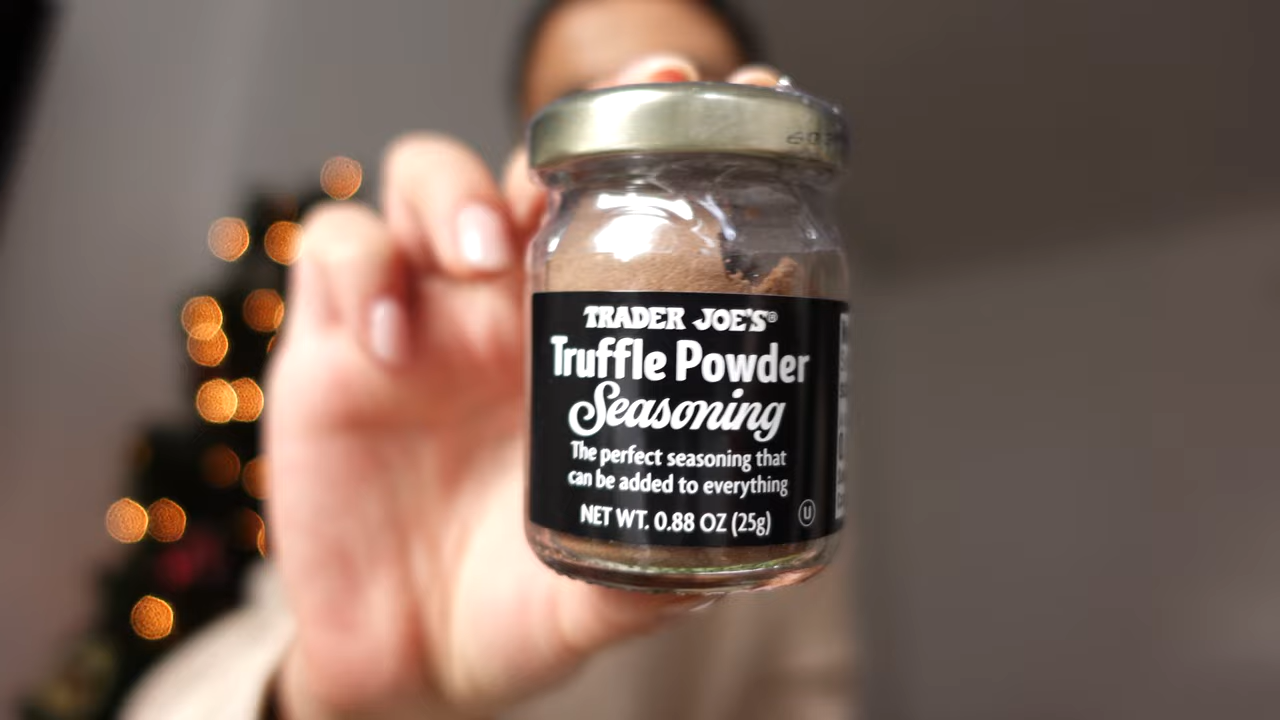 TRADER JOE'S®
Truffle Powder
Seasoning
The perfect seasoning that
can be added to everything
NET WT. 0.88 OZ (25g)
U